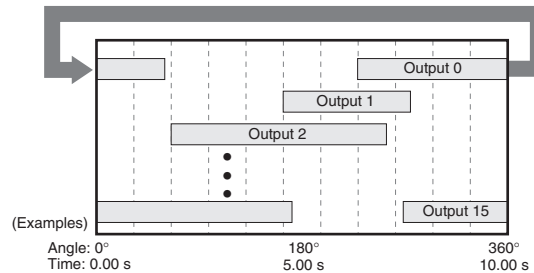 Output 0
Output 1
Output 2
Output 15
(Examples)
Angle: 0° 180° 360°
Time: 0.00 s 5.00 s 10.00 s